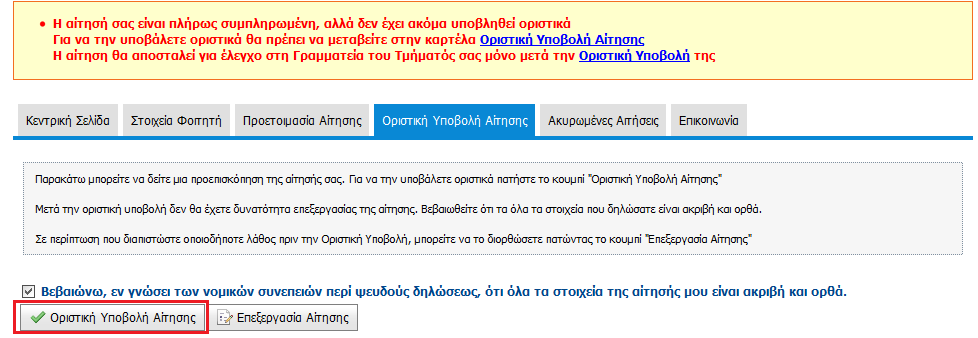 • Η αίτησή σας είναι πλήρως συμπληρωμένη, αλλά δεν έχει ακόμα υποβληθεί οριστικά
Για να την υποβάλετε οριστικά θα πρέπει να μεταβείτε στην καρτέλα Οριστική Υποβολή Αίτησης
Η αίτηση θα αποσταλεί για έλεγχο στη Γραμματεία του Τμήματός σας μόνο μετά την Οριστική Υποβολή της
Κεντρική Σελίδα Στοιχεία Φοιτητή Προετοιμασία Αίτησης Οριστική Υποβολή Αίτησης Ακυρωμένες Αιτήσεις Επικοινωνία
Παρακάτω μπορείτε να δείτε μια προεπισκόπηση της αίτησής σας. Για να την υποβάλετε οριστικά πατήστε το κουμπί "Οριστική Υποβολή Αίτησης"
Μετά την οριστική υποβολή δεν θα έχετε δυνατότητα επεξεργασίας της αίτησης. Βεβαιωθείτε ότι τα όλα τα στοιχεία που δηλώσατε είναι ακριβή και ορθά.
Σε περίπτωση που διαπιστώτε οποιοδήποτε λάθος πριν την Οριστική Υποβολή, μπορείτε να το διορθώσετε πατώντας το κουμπί "Επεξεργασία Αίτησης"
Βεβαιώνω, εν γνώσει των νομικών συνεπειών περί ψευδούς δηλώσεως, ότι όλα τα στοιχεία της αίτησής μου είναι ακριβή και ορθά.
Οριστική Υποβολή Αίτησης Επεξεργασία Αίτησης